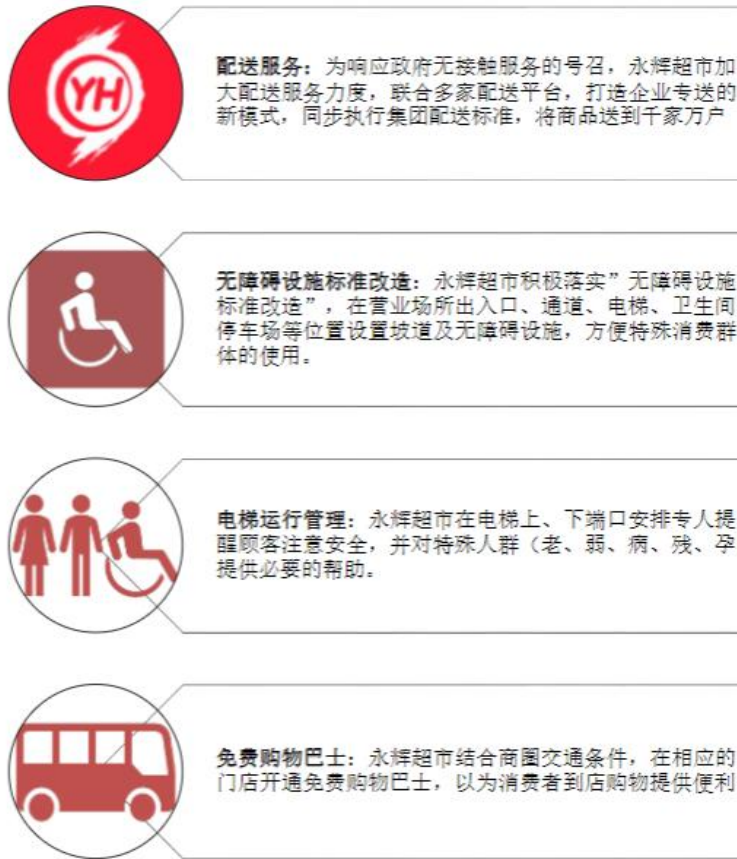 YH
配送服务：为响应政府无接触服务的号召，永辉超市加
大配送服务力度，联合多家配送平台，打造企业专送的
新模式，同步执行集团配送标准，将商品送到千家万户
无障碍设施标准改造：永辉超市积极落实”无障碍设施
标准改造”，在营业场所出入口、通道、电梯、卫生间
停车场等位置设置坡道及无障碍设施，方便特殊消费群
体的使用。
电梯运行管理：永辉超市在电梯上、下端口安排专人提
醒顾客注意安全，并对特殊人群（老、弱、病、残、孕
提供必要的帮助。
免费购物巴士：永辉超市结合商圈交通条件，在相应的
门店开通免费购物巴士，以为消费者到店购物提供便利